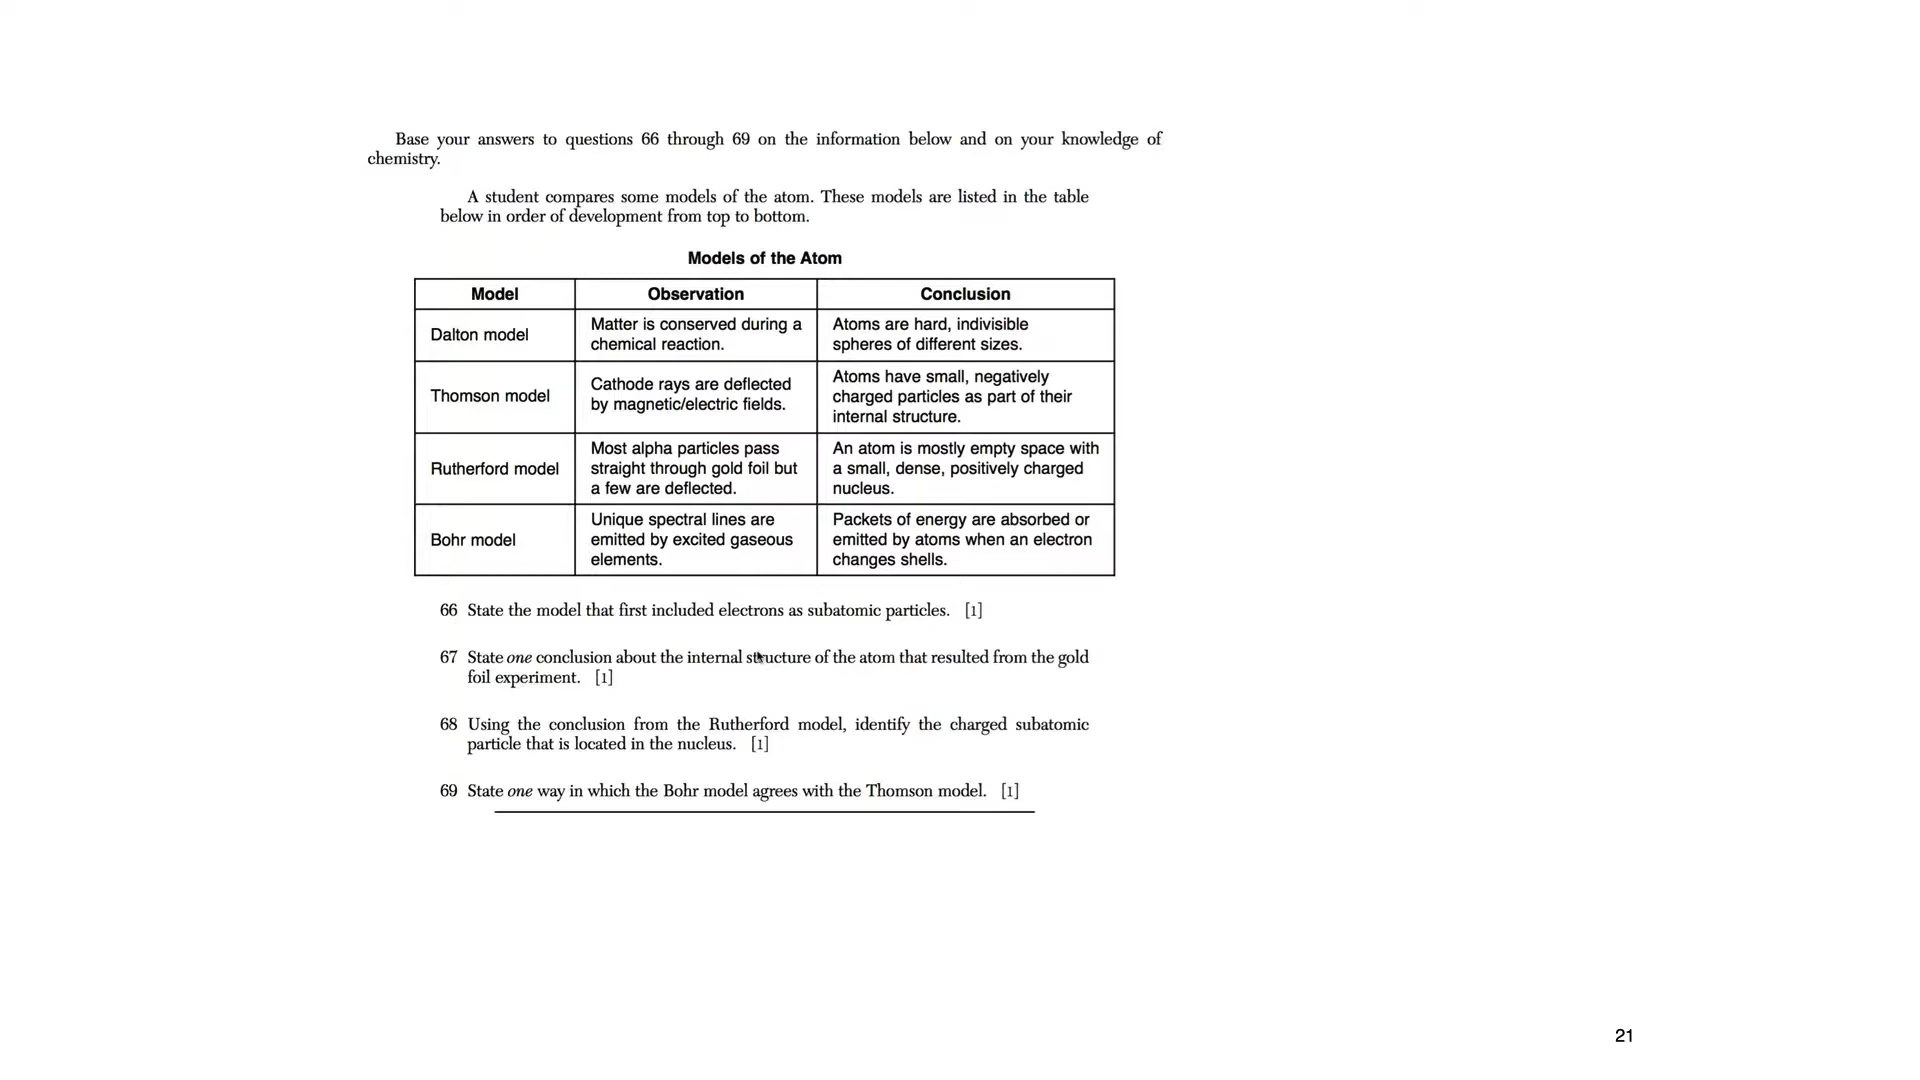 Base your answers to questions 66 through 69 on the information below and on your knowledge of
chemistry.
A student compares some models of the atom. These models are listed in the table
below in order of development from top to bottom.
Models of the Atom
Model Observation Conclusion
Dalton model
Matter is conserved during a
chemical reaction.
Atoms are hard, indivisible
spheres of different sizes.
Thomson model
Cathode rays are deflected
by magnetic/electric fields.
Atoms have small, negatively
charged particles as part of their
internal structure.
Rutherford model
Most alpha particles pass
straight through gold foil but
a few are deflected.
An atom is mostly empty space with
a small, dense, positively charged
nucleus.
Bohr model
Unique spectral lines are
emitted by excited gaseous
elements.
Packets of energy are absorbed or
emitted by atoms when an electron
changes shells.
66 State the model that first included electrons as subatomic particles. [1]
67 State one conclusion about the internal structure of the atom that resulted from the gold
foil experiment. [1]
68 Using the conclusion from the Rutherford model, identify the charged subatomic
particle that is located in the nucleus. [1]
69 State one way in which the Bohr model agrees with the Thomson model. [1]
21